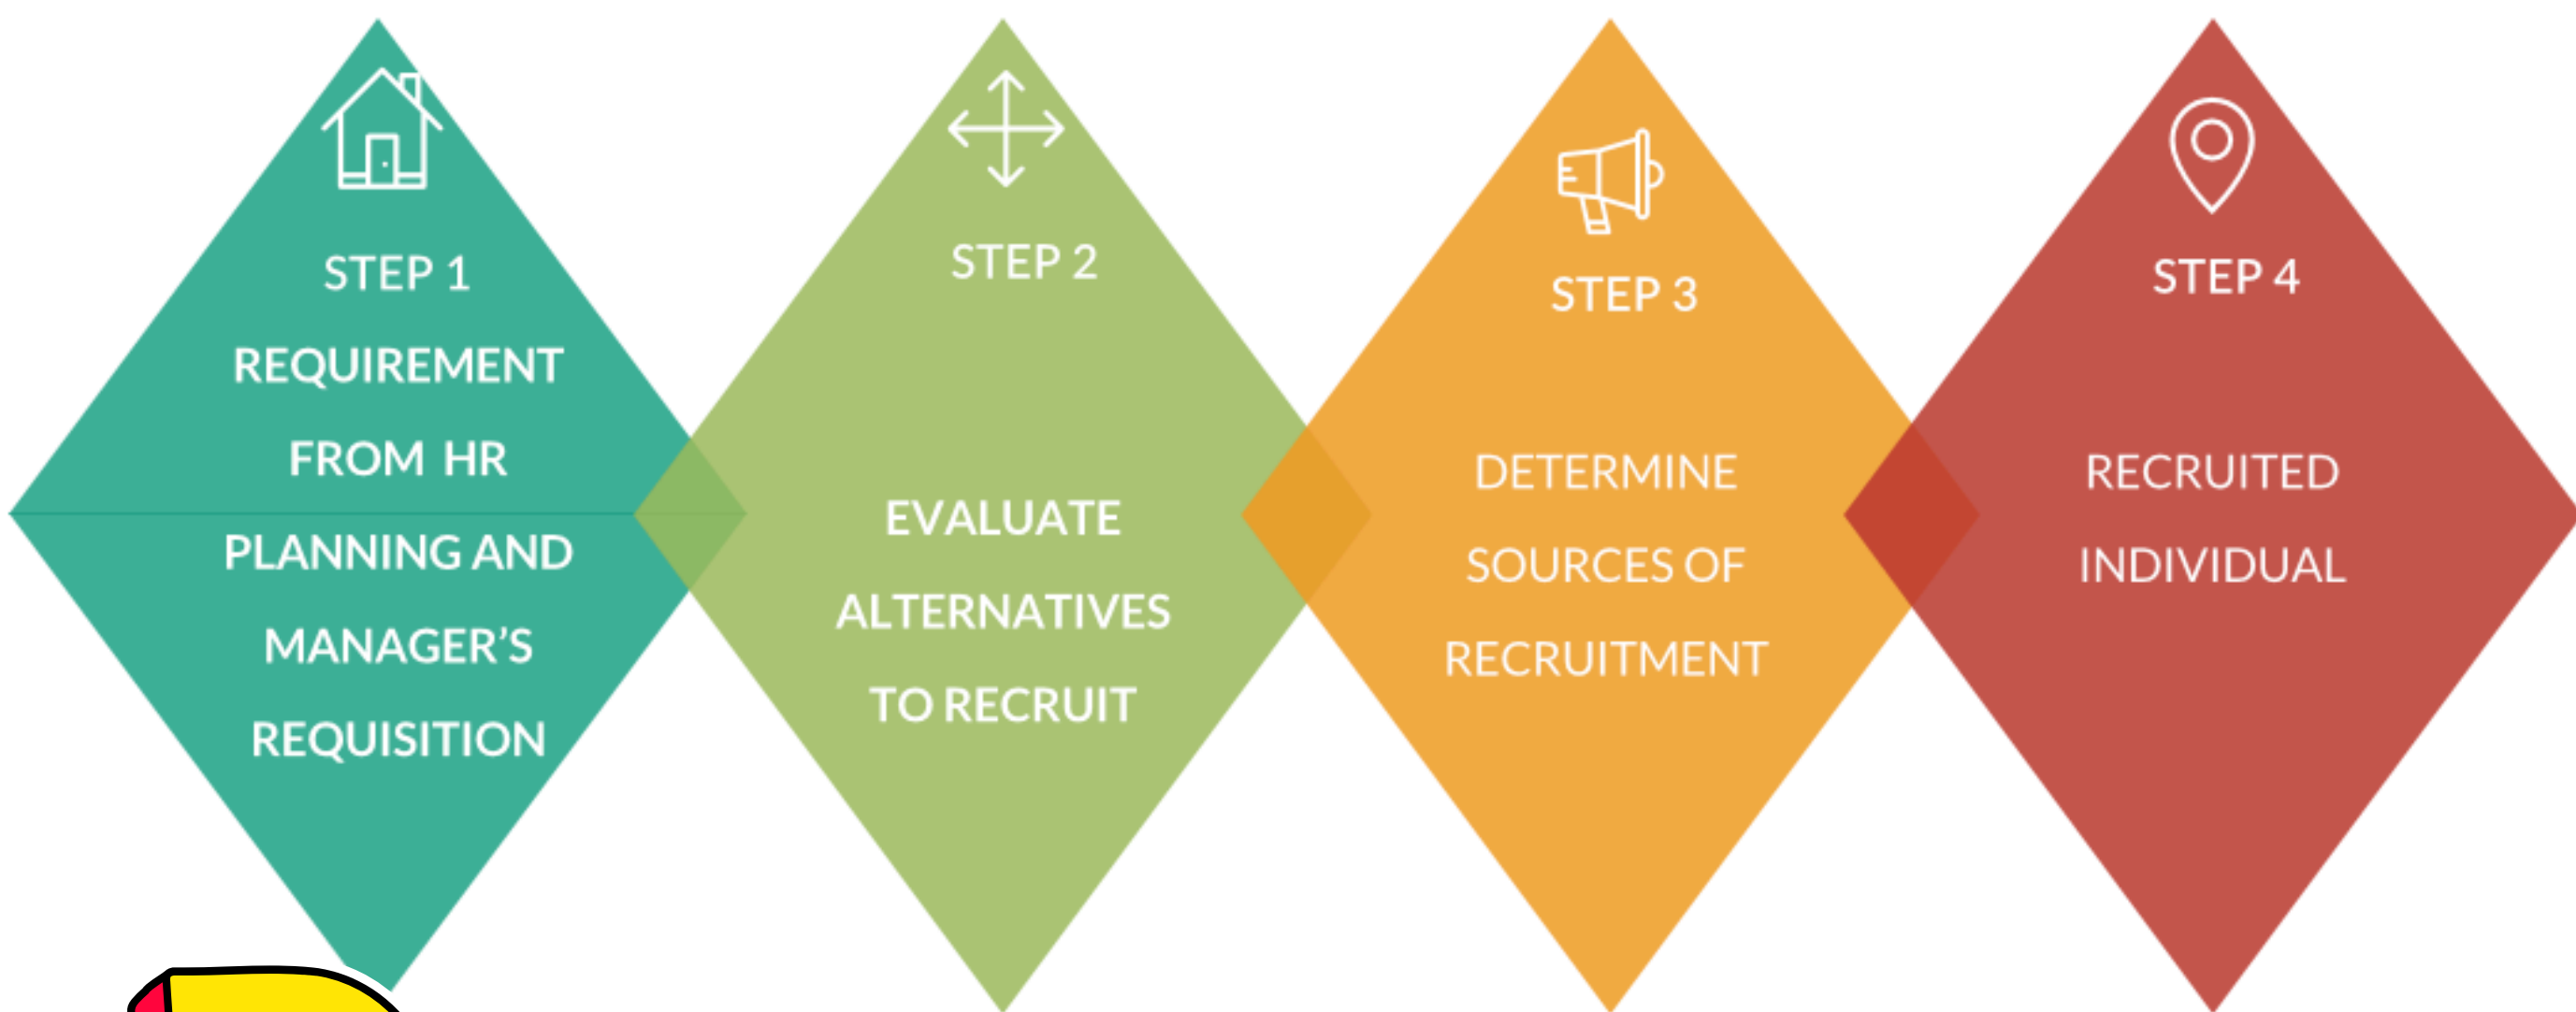 STEP 1
REQUIREMENT
FROM HR
PLANNING AND
MANAGER’S
REQUISITION
STEP 2
EVALUATE
ALTERNATIVES
TO RECRUIT
STEP 3
DETERMINE
SOURCES OF
RECRUITMENT
STEP 4
RECRUITED
INDIVIDUAL